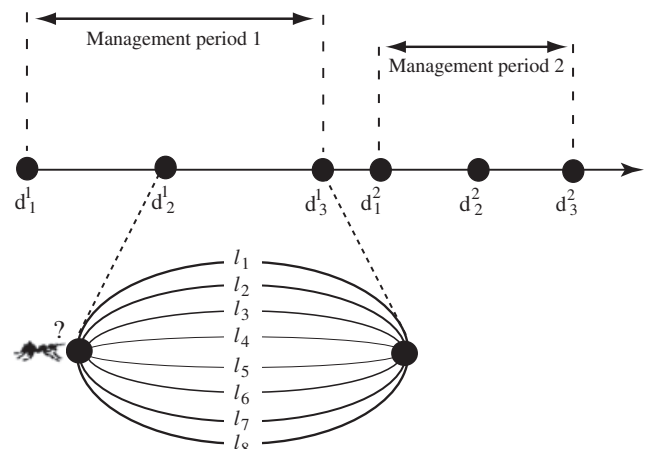 Management period 1
Management period 2
d¹₁ d¹₂ d¹₃ d²₁ d²₂ d²₃
l₁
l₂
l₃
?
l₄
l₅
l₆
l₇
l₈